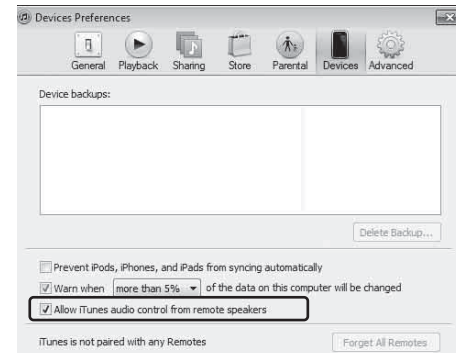 Devices Preferences
General Playback Sharing Store Parental Devices Advanced
Device backups:
Delete Backup...
Prevent iPods, iPhones, and iPads from syncing automatically
Warn when more than 5% of the data on this computer will be changed
Allow iTunes audio control from remote speakers
iTunes is not paired with any Remotes
Forget All Remotes